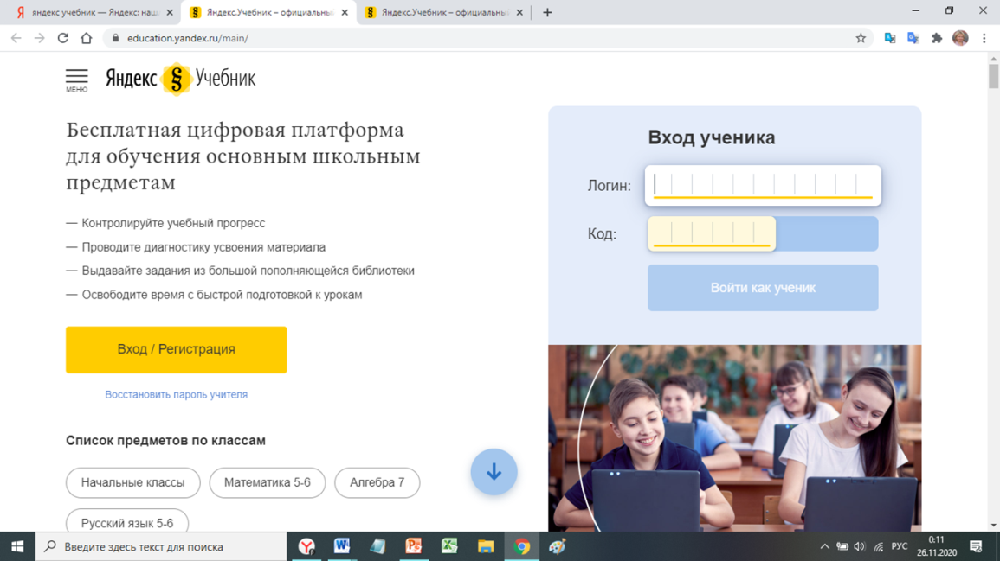 яндекс учебник — Яндекс: наш
Яндекс.Учебник – официальный
Яндекс.Учебник – официальный
education.yandex.ru/main/
МЕНЮ
Яндекс § Учебник
Бесплатная цифровая платформа
для обучения основным школьным
предметам
— Контролируйте учебный прогресс
— Проводите диагностику усвоения материала
— Выдавайте задания из большой пополняющейся библиотеки
— Освободите время с быстрой подготовкой к урокам
Вход / Регистрация
Восстановить пароль учителя
Список предметов по классам
Начальные классы
Математика 5-6
Алгебра 7
Русский язык 5-6
Вход ученика
Логин:
Код:
Войти как ученик
Введите здесь текст для поиска
РУС
0:11
26.11.2020